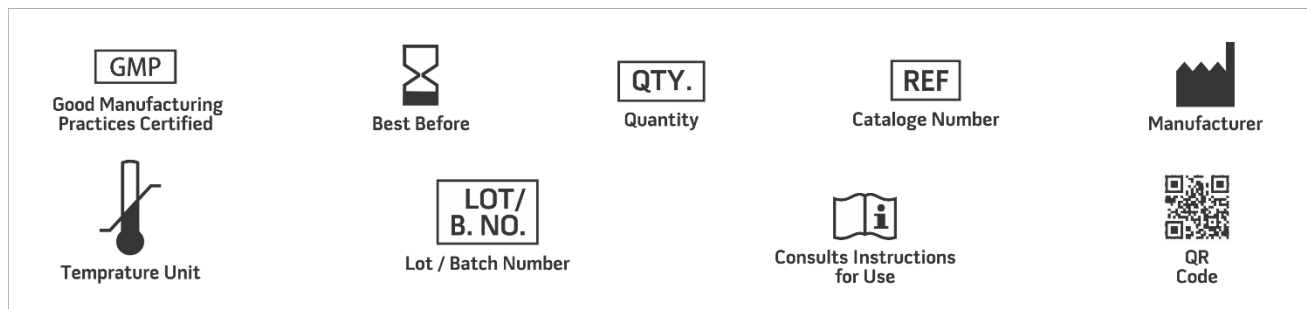 GMP
Good Manufacturing
Practices Certified
Best Before
QTY.
Quantity
REF
Cataloge Number
Manufacturer
Temprature Unit
LOT/
B. NO.
Lot / Batch Number
i
Consults Instructions
for Use
QR
Code